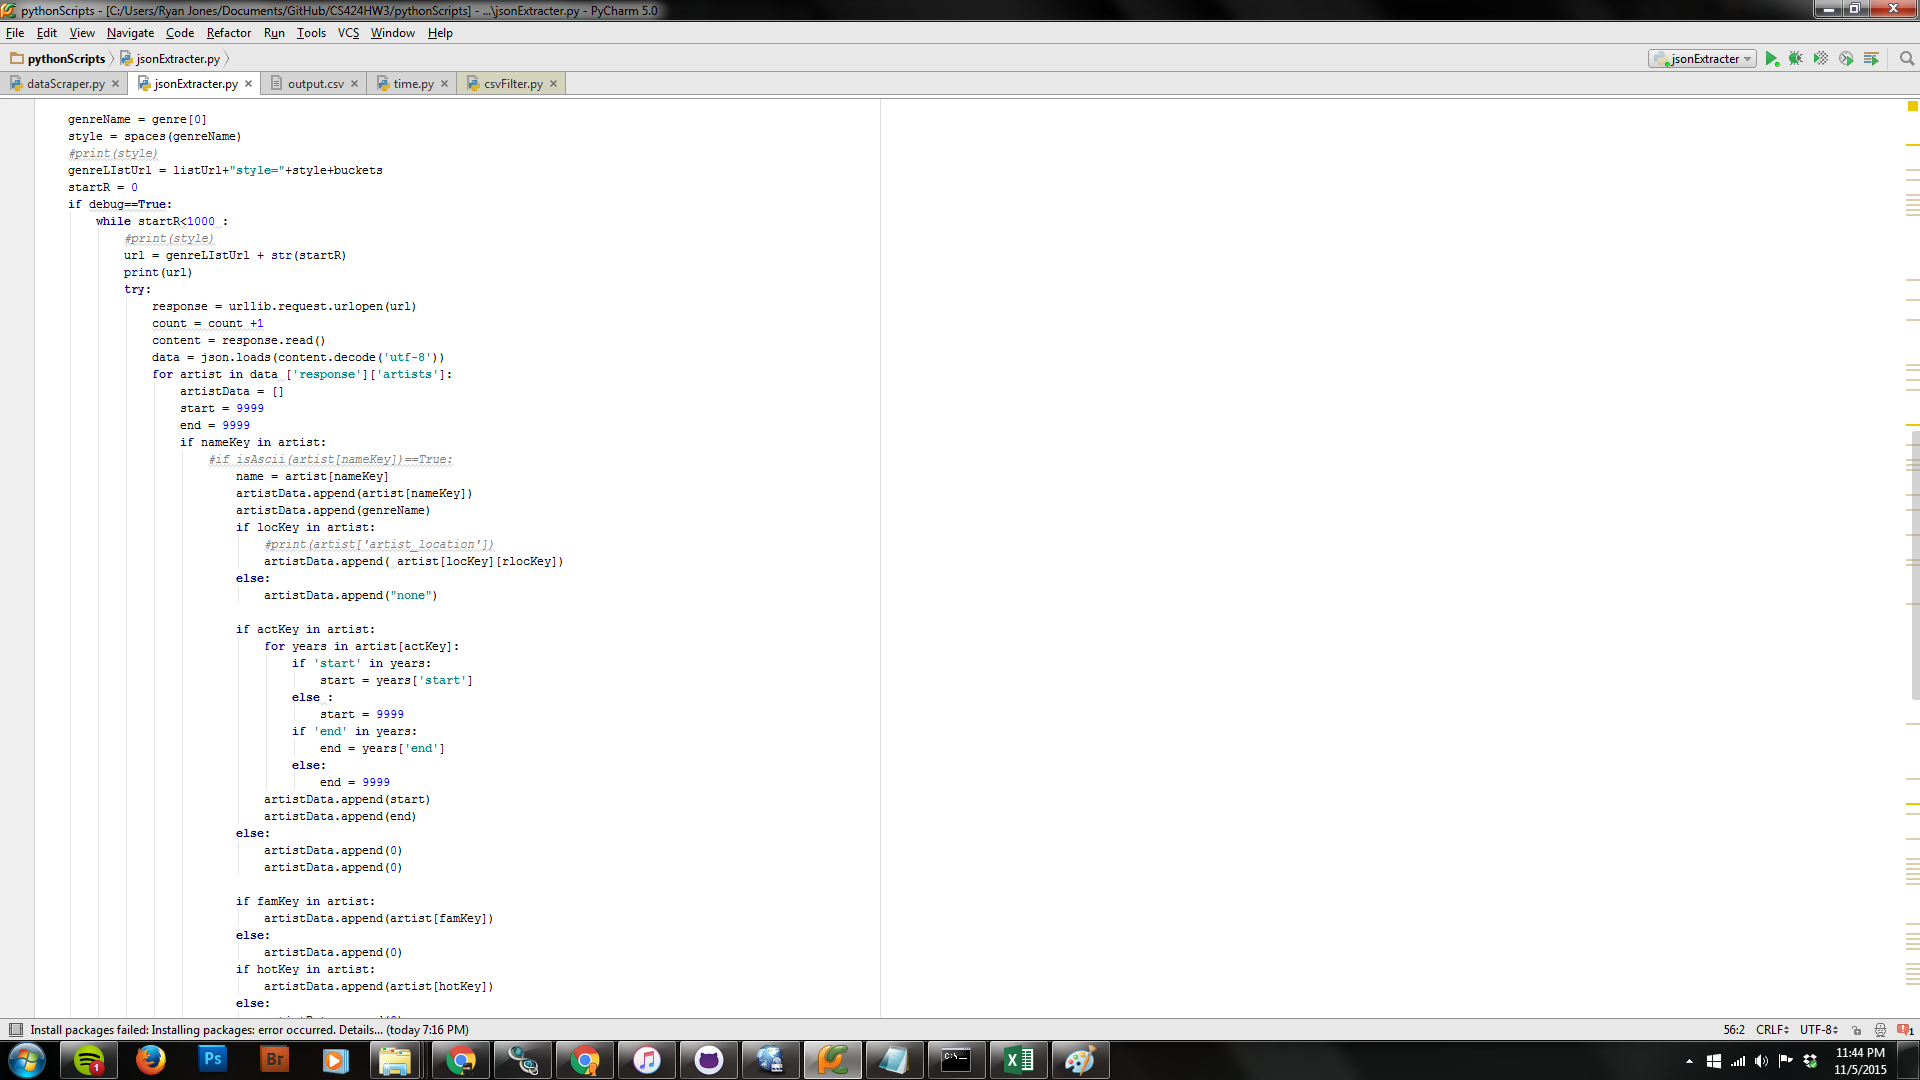 pythonScripts - [C:/Users/Ryan Jones/Documents/GitHub/CS424HW3/pythonScripts] - ...\jsonExtracter.py - PyCharm 5.0
File Edit View Navigate Code Refactor Run Tools VCS Window Help
pythonScripts jsonExtracter.py jsonExtracter
dataScraper.py jsonExtracter.py output.csv time.py csvFilter.py
genreName = genre[0]
style = spaces(genreName)
#print(style)
genreLIstUrl = listUrl+"style="+style+buckets
startR = 0
if debug==True:
while startR<1000 :
#print(style)
url = genreLIstUrl + str(startR)
print(url)
try:
response = urllib.request.urlopen(url)
count = count +1
content = response.read()
data = json.loads(content.decode('utf-8'))
for artist in data ['response']['artists']:
artistData = []
start = 9999
end = 9999
if nameKey in artist:
#if isAscii(artist[nameKey])==True:
name = artist[nameKey]
artistData.append(artist[nameKey])
artistData.append(genreName)
if locKey in artist:
#print(artist['artist_location'])
artistData.append( artist[locKey][rlocKey])
else:
artistData.append("none")
if actKey in artist:
for years in artist[actKey]:
if 'start' in years:
start = years['start']
else :
start = 9999
if 'end' in years:
end = years['end']
else:
end = 9999
artistData.append(start)
artistData.append(end)
else:
artistData.append(0)
artistData.append(0)
if famKey in artist:
artistData.append(artist[famKey])
else:
artistData.append(0)
if hotKey in artist:
artistData.append(artist[hotKey])
else:
Install packages failed: Installing packages: error occurred. Details... (today 7:16 PM) 56:2 CRLF UTF-8 1
1 Ps Br C:\. X 11:44 PM
11/5/2015